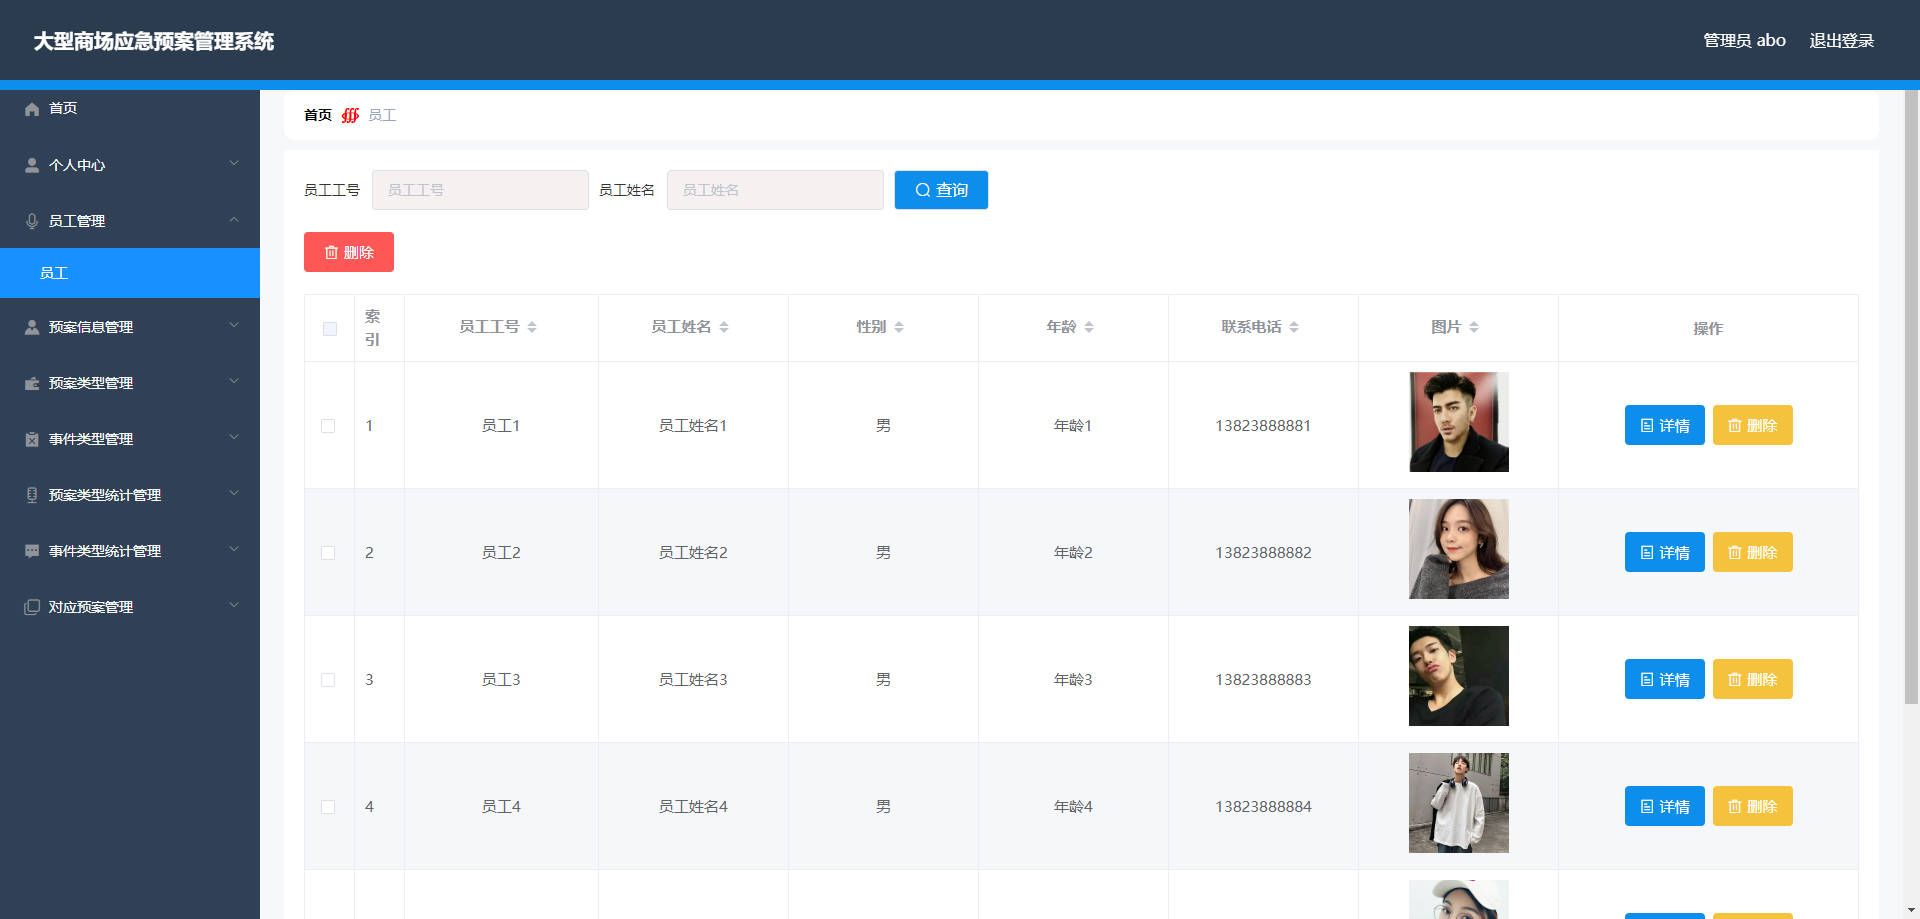 大型商场应急预案管理系统
管理员 abo 退出登录
首页
个人中心
员工管理
员工
预案信息管理
预案类型管理
事件类型管理
预案类型统计管理
事件类型统计管理
对应预案管理
首页 员工
员工工号 员工工号 员工姓名 员工姓名 查询
删除
索引 员工工号 员工姓名 性别 年龄 联系电话 图片 操作
1 员工1 员工姓名1 男 年龄1 13823888881 详情 删除
2 员工2 员工姓名2 男 年龄2 13823888882 详情 删除
3 员工3 员工姓名3 男 年龄3 13823888883 详情 删除
4 员工4 员工姓名4 男 年龄4 13823888884 详情 删除